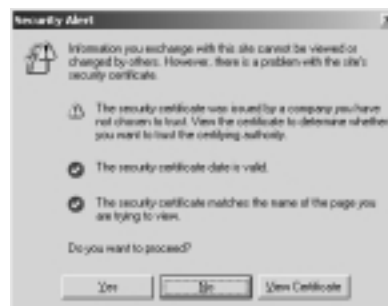 Security Alert
Information you exchange with this site cannot be viewed or
changed by others. However, there is a problem with the site's
security certificate.
The security certificate was issued by a company you have
not chosen to trust. View the certificate to determine whether
you want to trust the certifying authority.
The security certificate date is valid.
The security certificate matches the name of the page you
are trying to view.
Do you want to proceed?
Yes
No
View Certificate